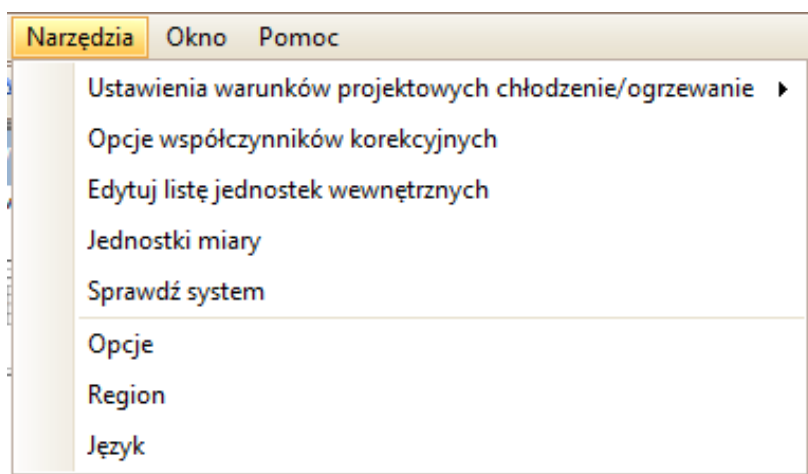 Narzędzia Okno Pomoc
Ustawienia warunków projektowych chłodzenie/ogrzewanie
Opcje współczynników korekcyjnych
Edytuj listę jednostek wewnętrznych
Jednostki miary
Sprawdź system
Opcje
Region
Język